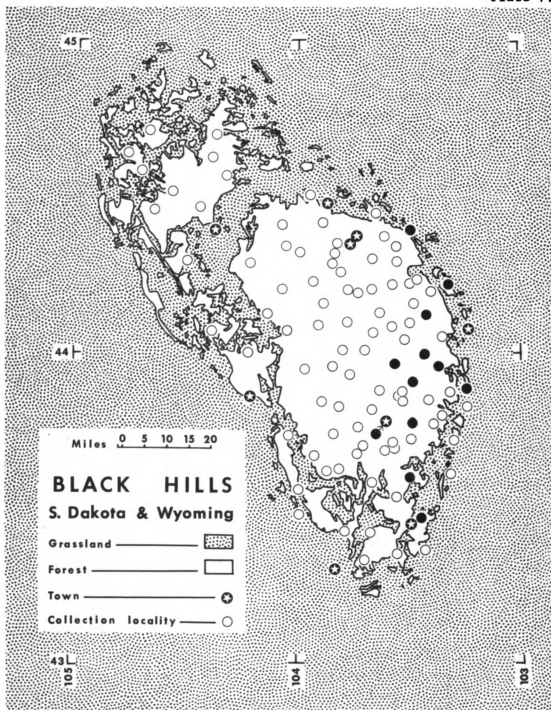 45
44
Miles 0 5 10 15 20
BLACK HILLS
S. Dakota & Wyoming
Grassland
Forest
Town
Collection locality
43
105
104
103